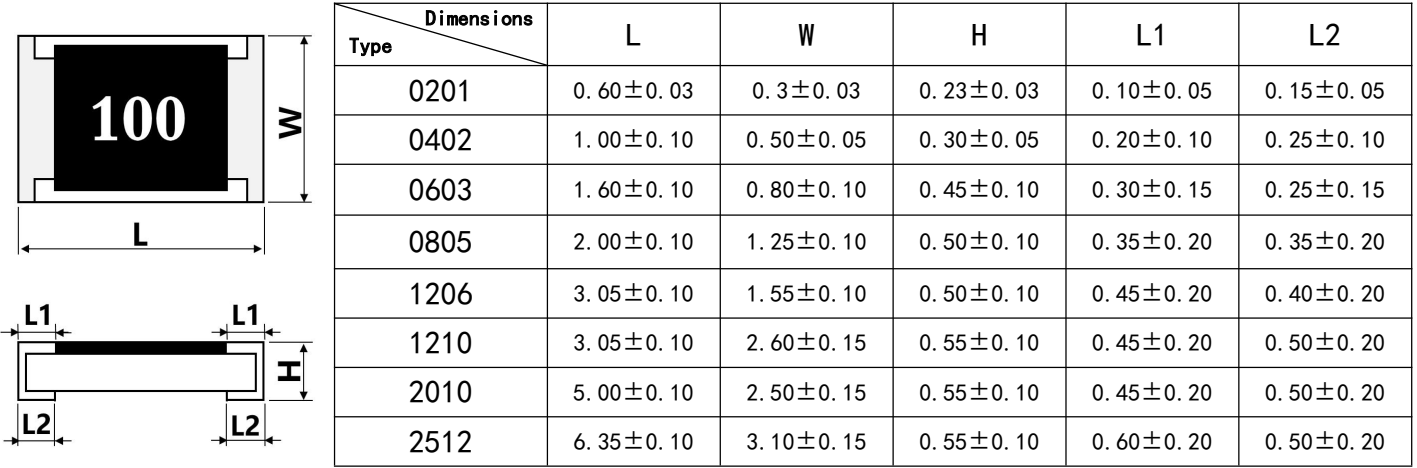 100
W
L
L1 L1
H
L2 L2
Dimensions
Type
L W H L1 L2
0201 0.60±0.03 0.3±0.03 0.23±0.03 0.10±0.05 0.15±0.05
0402 1.00±0.10 0.50±0.05 0.30±0.05 0.20±0.10 0.25±0.10
0603 1.60±0.10 0.80±0.10 0.45±0.10 0.30±0.15 0.25±0.15
0805 2.00±0.10 1.25±0.10 0.50±0.10 0.35±0.20 0.35±0.20
1206 3.05±0.10 1.55±0.10 0.50±0.10 0.45±0.20 0.40±0.20
1210 3.05±0.10 2.60±0.15 0.55±0.10 0.45±0.20 0.50±0.20
2010 5.00±0.10 2.50±0.15 0.55±0.10 0.45±0.20 0.50±0.20
2512 6.35±0.10 3.10±0.15 0.55±0.10 0.60±0.20 0.50±0.20